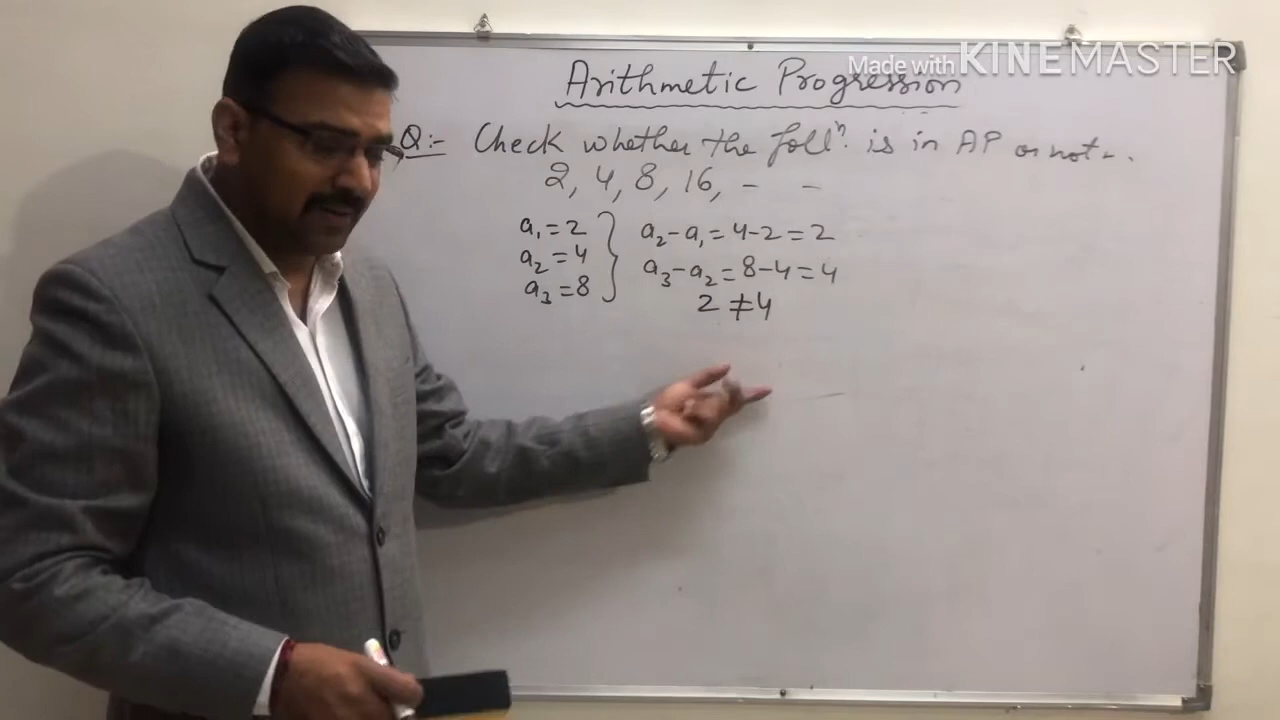 Made with KINEMASTER
Arithmetic Progression
Q:- Check whether the follⁿ. is in AP or not-.
2, 4, 8, 16, - -
a₁=2 } a₂-a₁=4-2=2
a₂=4 a₃-a₂=8-4=4
a₃=8 2≠4